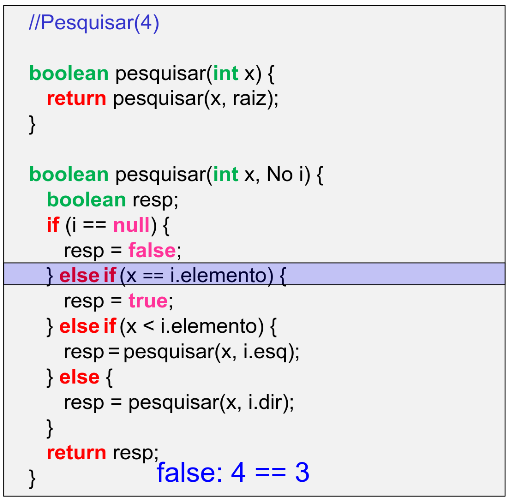 //Pesquisar(4)
boolean pesquisar(int x) {
return pesquisar(x, raiz);
}
boolean pesquisar(int x, No i) {
boolean resp;
if (i == null) {
resp = false;
} else if (x == i.elemento) {
resp = true;
} else if (x < i.elemento) {
resp = pesquisar(x, i.esq);
} else {
resp = pesquisar(x, i.dir);
}
return resp;
}
false: 4 == 3